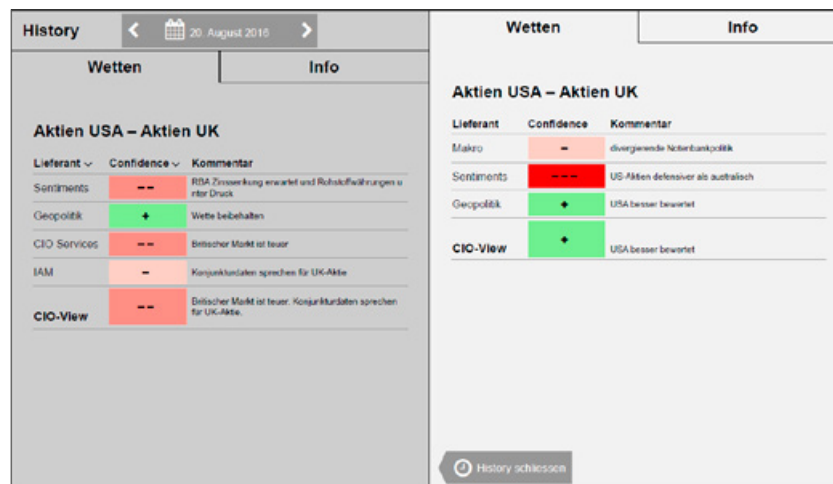 History
20. August 2016
Wetten Info
Aktien USA – Aktien UK
Lieferant Confidence Kommentar
Sentiments -- RBA Zinssenkung erwartet und Rohstoffwährungen u
nter Druck
Geopolitik + Wette beibehalten
CIO Services -- Britischer Markt ist teuer
IAM - Konjunkturdaten sprechen für UK-Aktie
CIO-View -- Britischer Markt ist teuer. Konjunkturdaten sprechen
für UK-Aktie.
Wetten Info
Aktien USA – Aktien UK
Lieferant Confidence Kommentar
Makro - divergierende Notenbankpolitik
Sentiments --- US-Aktien defensiver als australisch
Geopolitik + USA besser bewertet
CIO-View + USA besser bewertet
History schliessen